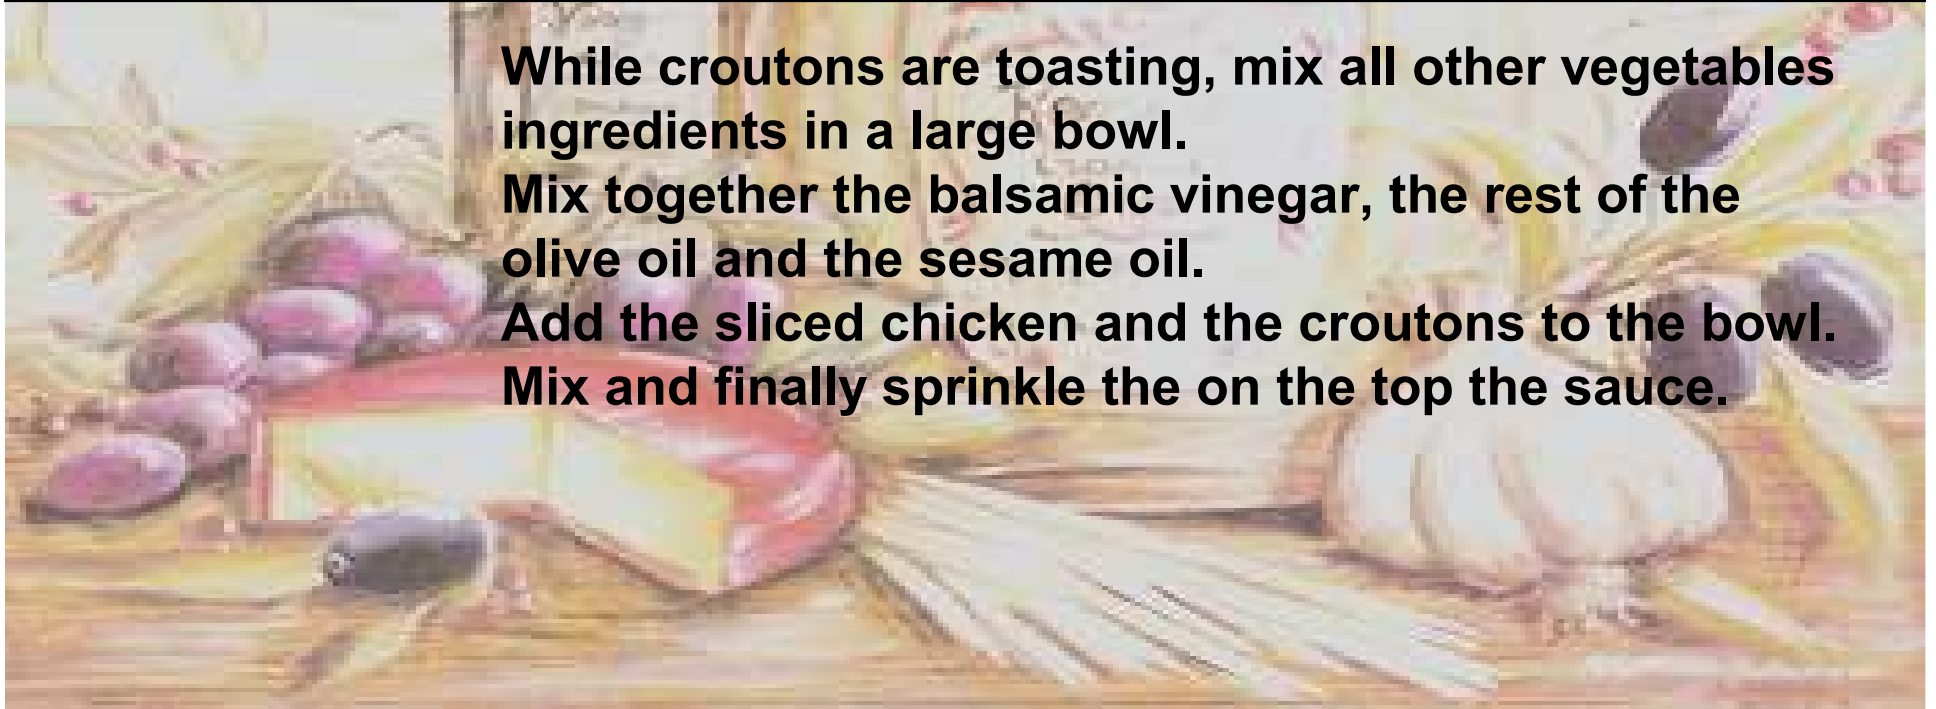 While croutons are toasting, mix all other vegetables
ingredients in a large bowl.
Mix together the balsamic vinegar, the rest of the
olive oil and the sesame oil.
Add the sliced chicken and the croutons to the bowl.
Mix and finally sprinkle the on the top the sauce.